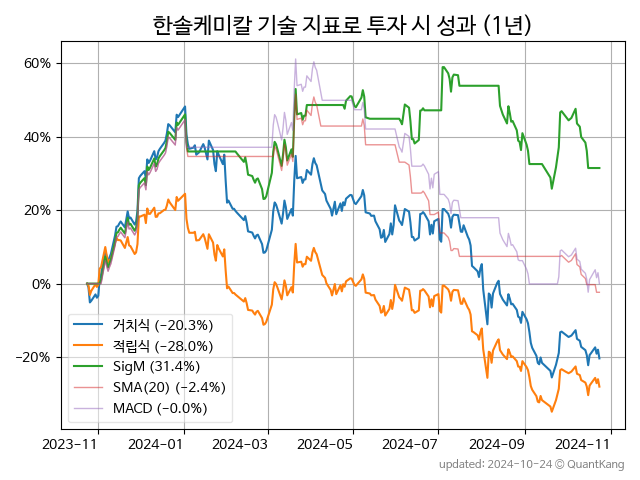 한솔케미칼 기술 지표로 투자 시 성과 (1년)
60%
40%
20%
0%
−20%
거치식 (−20.3%)
적립식 (−28.0%)
SigM (31.4%)
SMA(20) (−2.4%)
MACD (−0.0%)
2023-11
2024-01
2024-03
2024-05
2024-07
2024-09
2024-11
updated: 2024-10-24 © QuantKang